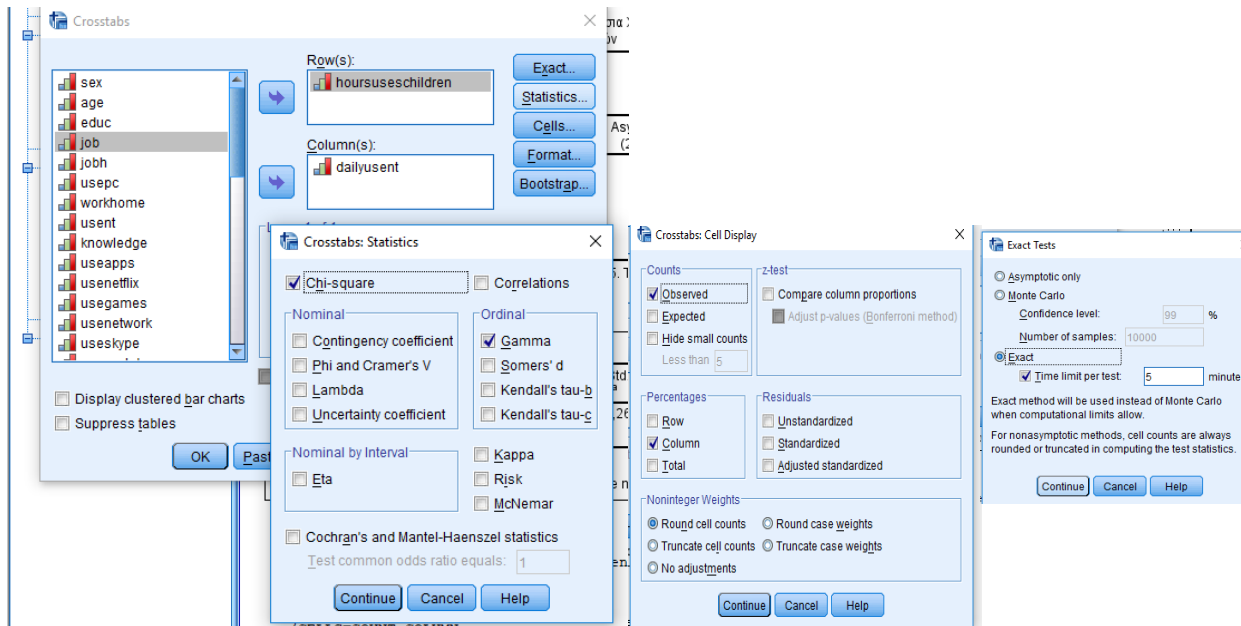 Crosstabs
Row(s):
hoursuseschildren
Column(s):
dailyusent
sex
age
educ
job
jobh
usepc
workhome
usent
knowledge
useapps
usenetflix
usegames
usenetwork
useskype
Exact...
Statistics...
Cells...
Format...
Bootstrap...
Display clustered bar charts
Suppress tables
OK
Crosstabs: Statistics
Chi-square
Correlations
Nominal
Contingency coefficient
Phi and Cramer's V
Lambda
Uncertainty coefficient
Ordinal
Gamma
Somers' d
Kendall's tau-b
Kendall's tau-c
Nominal by Interval
Eta
Kappa
Risk
McNemar
Cochran's and Mantel-Haenszel statistics
Test common odds ratio equals: 1
Continue Cancel Help
Crosstabs: Cell Display
Counts
Observed
Expected
Hide small counts
Less than 5
z-test
Compare column proportions
Adjust p-values (Bonferroni method)
Percentages
Row
Column
Total
Residuals
Unstandardized
Standardized
Adjusted standardized
Noninteger Weights
Round cell counts Round case weights
Truncate cell counts Truncate case weights
No adjustments
Continue Cancel Help
Exact Tests
Asymptotic only
Monte Carlo
Confidence level: 99 %
Number of samples: 10000
Exact
Time limit per test: 5 minute
Exact method will be used instead of Monte Carlo
when computational limits allow.
For nonasymptotic methods, cell counts are always
rounded or truncated in computing the test statistics.
Continue Cancel Help